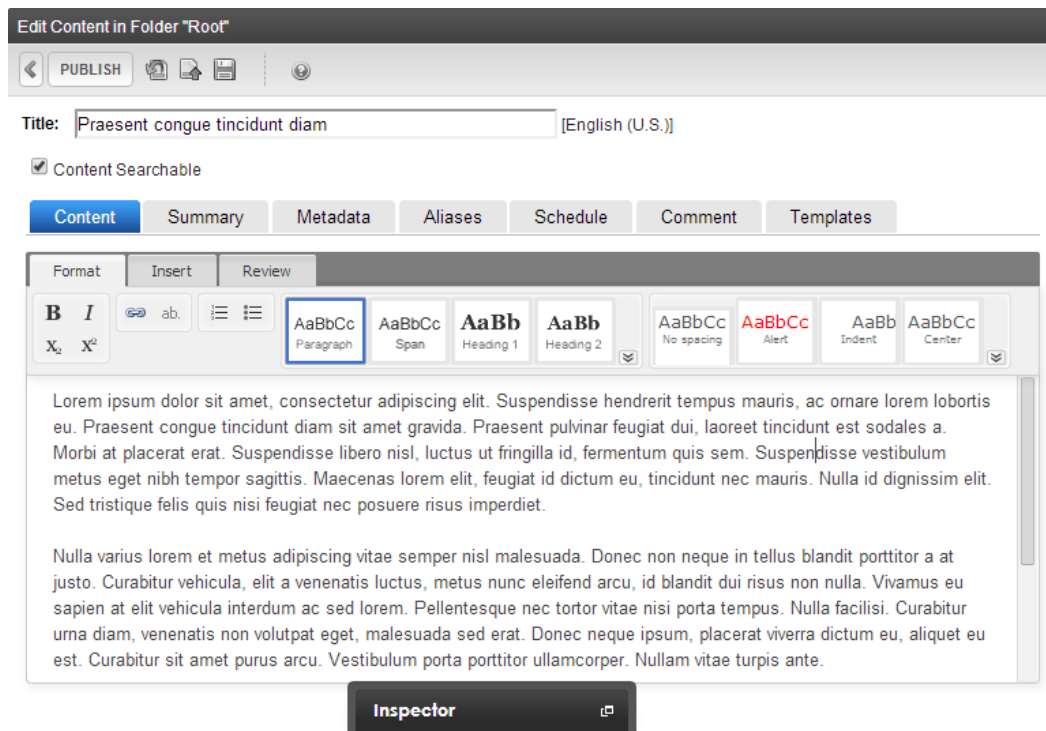 Edit Content in Folder "Root"
PUBLISH
Title: Praesent congue tincidunt diam [English (U.S.)]
Content Searchable
Content Summary Metadata Aliases Schedule Comment Templates
Format Insert Review
B I ab.
AaBbCc AaBbCc AaBb AaBb AaBbCc AaBbCc AaBb AaBbCc
Paragraph Span Heading 1 Heading 2 No spacing Alert Indent Center
X₂ X²
Lorem ipsum dolor sit amet, consectetur adipiscing elit. Suspendisse hendrerit tempus mauris, ac ornare lorem lobortis
eu. Praesent congue tincidunt diam sit amet gravida. Praesent pulvinar feugiat dui, laoreet tincidunt est sodales a.
Morbi at placerat erat. Suspendisse libero nisl, luctus ut fringilla id, fermentum quis sem. Suspendisse vestibulum
metus eget nibh tempor sagittis. Maecenas lorem elit, feugiat id dictum eu, tincidunt nec mauris. Nulla id dignissim elit.
Sed tristique felis quis nisi feugiat nec posuere risus imperdiet.
Nulla varius lorem et metus adipiscing vitae semper nisl malesuada. Donec non neque in tellus blandit porttitor a at
justo. Curabitur vehicula, elit a venenatis luctus, metus nunc eleifend arcu, id blandit dui risus non nulla. Vivamus eu
sapien at elit vehicula interdum ac sed lorem. Pellentesque nec tortor vitae nisi porta tempus. Nulla facilisi. Curabitur
urna diam, venenatis non volutpat eget, malesuada sed erat. Donec neque ipsum, placerat viverra dictum eu, aliquet eu
est. Curabitur sit amet purus arcu. Vestibulum porta porttitor ullamcorper. Nullam vitae turpis ante.
Inspector